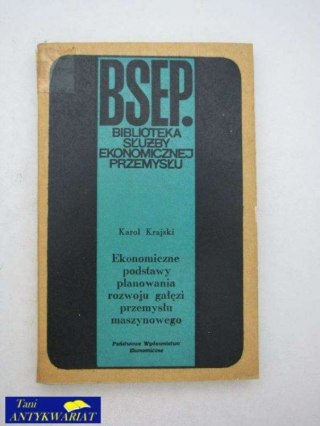 BSEP.
BIBLIOTEKA
SŁUŻBY
EKONOMICZNEJ
PRZEMYSŁU
Karol Krajski
Ekonomiczne
podstawy
planowania
rozwoju gałęzi
przemysłu
maszynowego
Państwowe Wydawnictwo
Ekonomiczne
Tani
ANTYKWARIAT